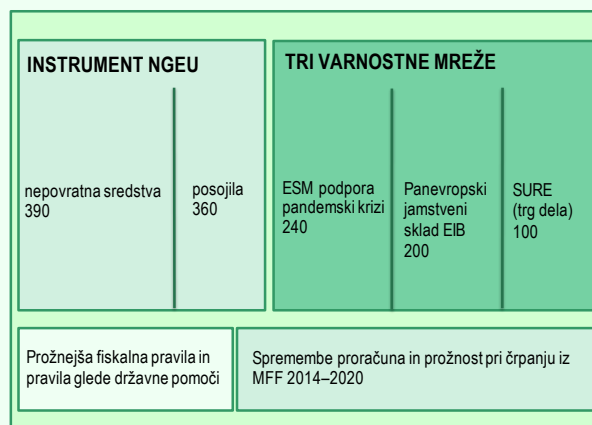 INSTRUMENT NGEU
nepovratna sredstva
390
posojila
360
TRI VARNOSTNE MREŽE
ESM podpora
pandemski krizi
240
Panevropski
jamstveni
sklad EIB
200
SURE
(trg dela)
100
Prožnejša fiskalna pravila in
pravila glede državne pomoči
Spremembe proračuna in prožnost pri črpanju iz
MFF 2014–2020